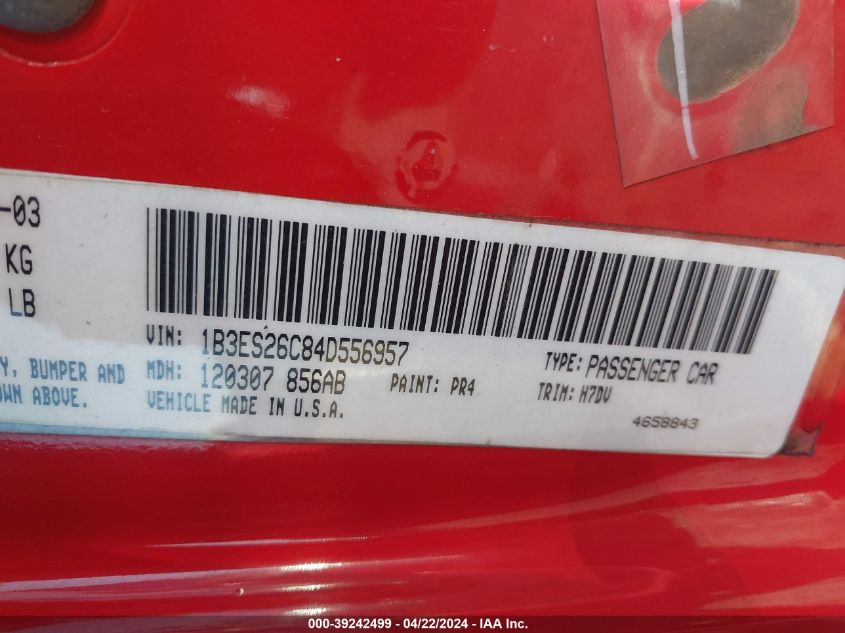 -03
KG
LB
VIN: 1B3ES26C84D556957
TYPE: PASSENGER CAR
Y, BUMPER AND
MDH: 120307 856AB
PAINT: PR4
TRIM: H7DV
OWN ABOVE.
VEHICLE MADE IN U.S.A.
4658843
000-39242499 - 04/22/2024 - IAA Inc.